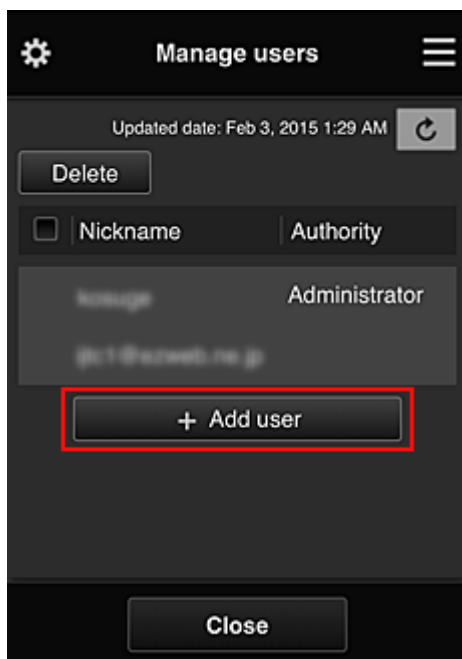 Manage users
Updated date: Feb 3, 2015 1:29 AM
Delete
Nickname Authority
Administrator
+ Add user
Close